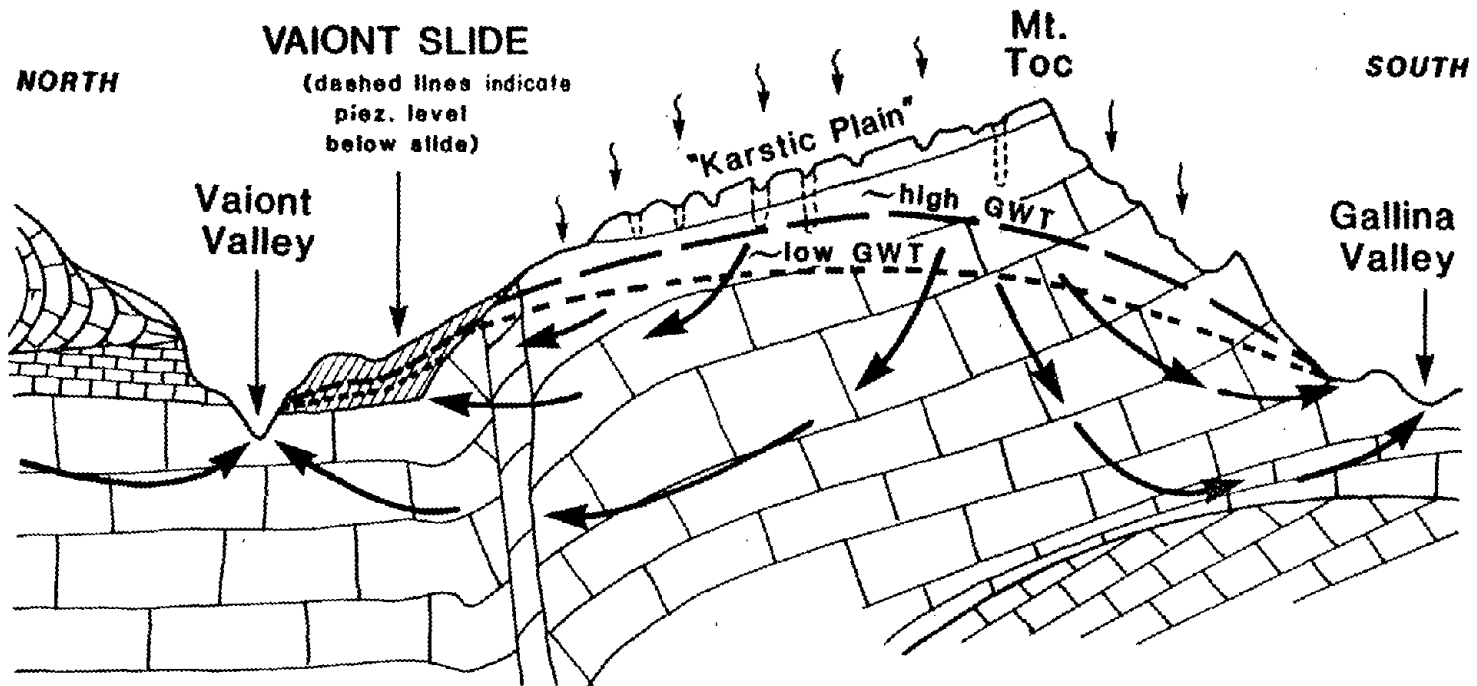 NORTH
VAIONT SLIDE
(dashed lines indicate
piez. level
below slide)
Vaiont
Valley
"Karstic Plain"
Mt.
Toc
SOUTH
~high GWT
~low GWT
Gallina
Valley